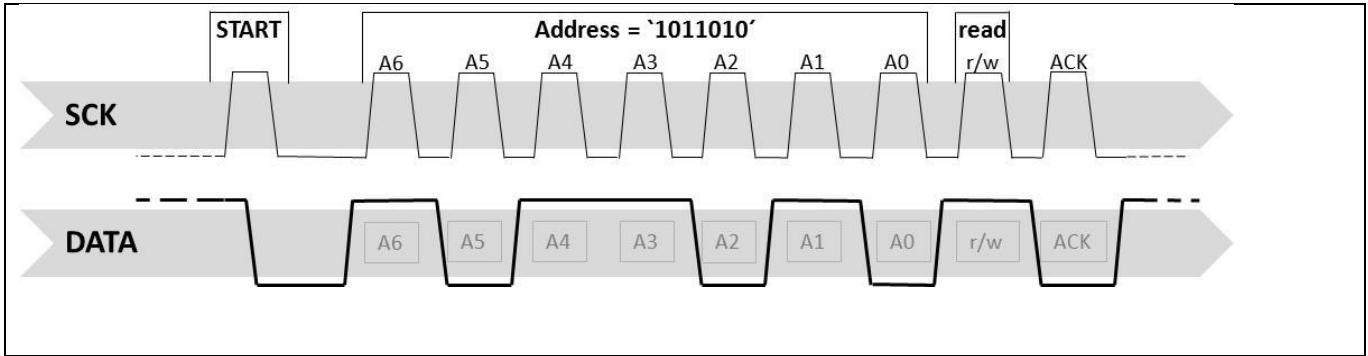 START Address = `1011010´ read
A6 A5 A4 A3 A2 A1 A0 r/w ACK
SCK
DATA A6 A5 A4 A3 A2 A1 A0 r/w ACK